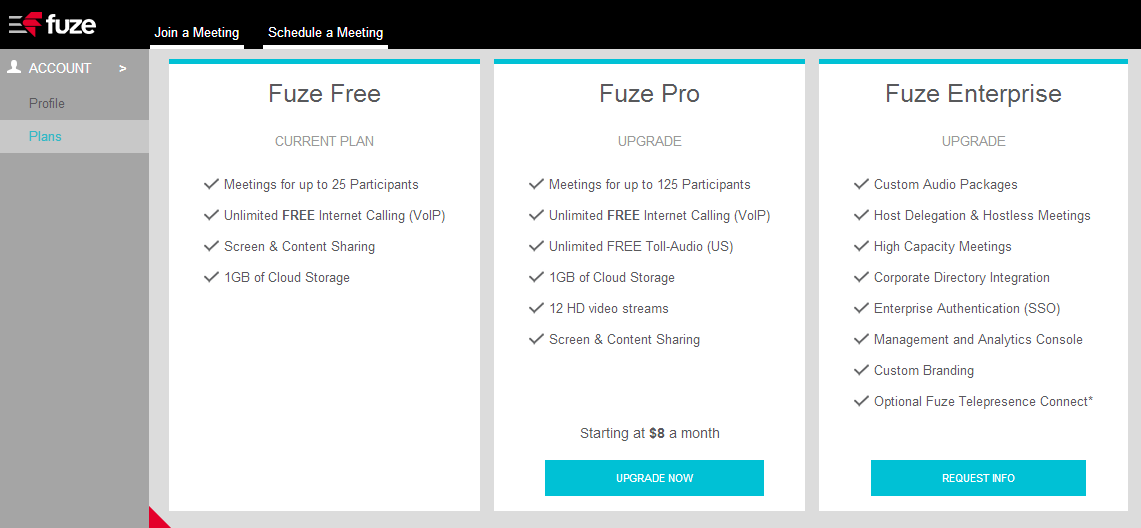 fuze
Join a Meeting
Schedule a Meeting
ACCOUNT >
Profile
Plans
Fuze Free
CURRENT PLAN
Meetings for up to 25 Participants
Unlimited FREE Internet Calling (VoIP)
Screen & Content Sharing
1GB of Cloud Storage
Fuze Pro
UPGRADE
Meetings for up to 125 Participants
Unlimited FREE Internet Calling (VoIP)
Unlimited FREE Toll-Audio (US)
1GB of Cloud Storage
12 HD video streams
Screen & Content Sharing
Starting at $8 a month
UPGRADE NOW
Fuze Enterprise
UPGRADE
Custom Audio Packages
Host Delegation & Hostless Meetings
High Capacity Meetings
Corporate Directory Integration
Enterprise Authentication (SSO)
Management and Analytics Console
Custom Branding
Optional Fuze Telepresence Connect*
REQUEST INFO